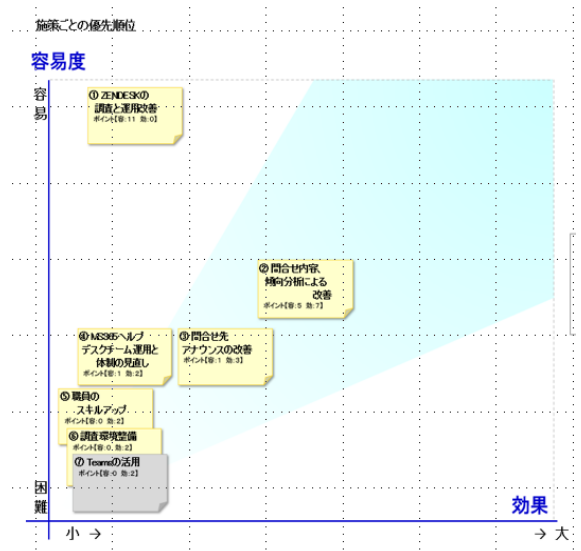 施策ごとの優先順位
容易度
容易
① ZENDESKの
調査と運用改善
ポイント【容:11 効:0】
② 問合せ内容、
傾向分析による
改善
ポイント【容:5 効:7】
④ MS365ヘルプ
デスクチーム運用と
体制の見直し
ポイント【容:1 効:2】
③ 問合せ先
アナウンスの改善
ポイント【容:1 効:3】
⑤ 職員の
スキルアップ
ポイント【容:0 効:2】
⑥ 調査環境整備
ポイント【容:0, 効:2】
⑦ Teamsの活用
ポイント【容:0 効:2】
困難
効果
小 → → 大